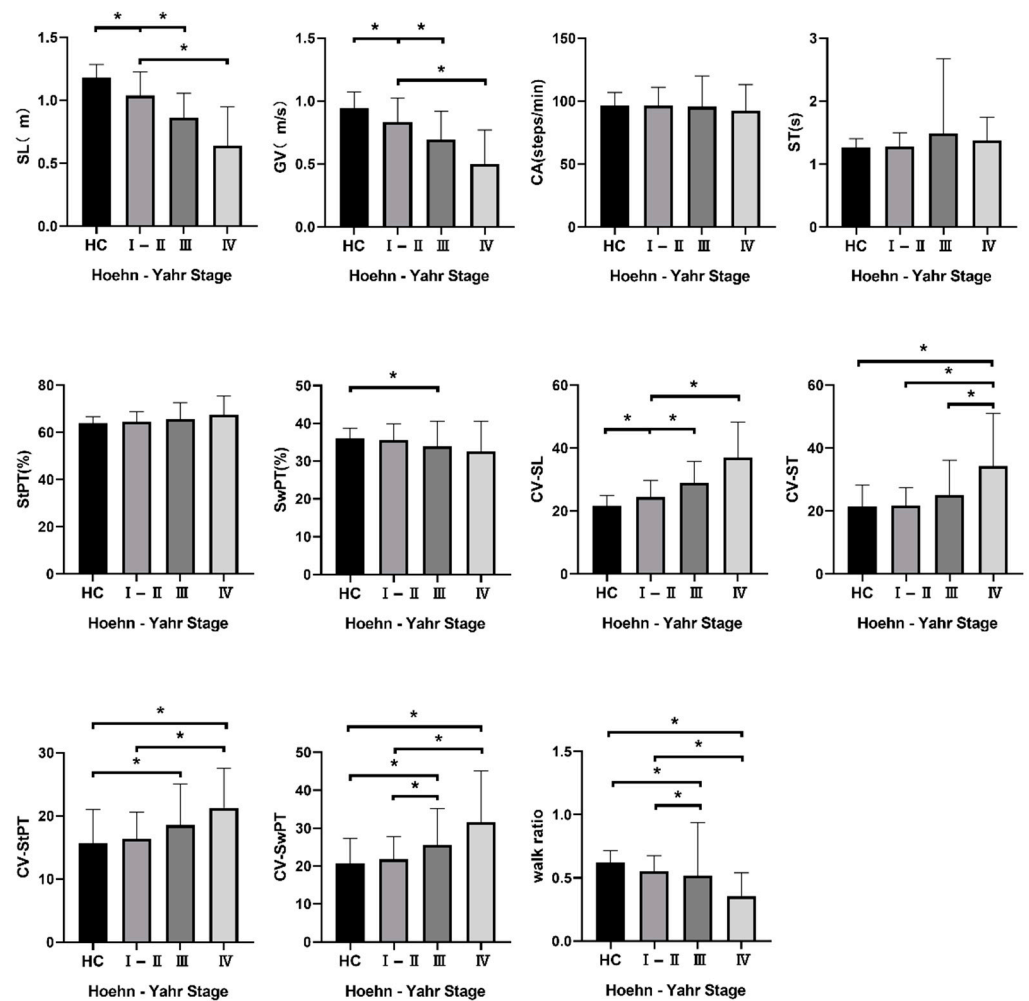 * *
*
SL( m)
1.5
1.0
0.5
0.0
HC I – II III IV
Hoehn - Yahr Stage
* *
*
GV( m/s)
1.5
1.0
0.5
0.0
HC I – II III IV
Hoehn - Yahr Stage
CA(steps/min)
150
100
50
0
HC I – II III IV
Hoehn - Yahr Stage
ST(s)
3
2
1
0
HC I – II III IV
Hoehn - Yahr Stage
StPT(%)
80
60
40
20
0
HC I – II III IV
Hoehn - Yahr Stage
*
SwPT(%)
50
40
30
20
10
0
HC I – II III IV
Hoehn - Yahr Stage
*
* *
CV-SL
60
40
20
0
HC I – II III IV
Hoehn - Yahr Stage
*
*
*
CV-ST
60
40
20
0
HC I – II III IV
Hoehn - Yahr Stage
*
*
*
CV-StPT
30
20
10
0
HC I – II III IV
Hoehn - Yahr Stage
*
*
*
*
CV-SwPT
50
40
30
20
10
0
HC I – II III IV
Hoehn - Yahr Stage
*
*
*
*
walk ratio
1.5
1.0
0.5
0.0
HC I – II III IV
Hoehn - Yahr Stage